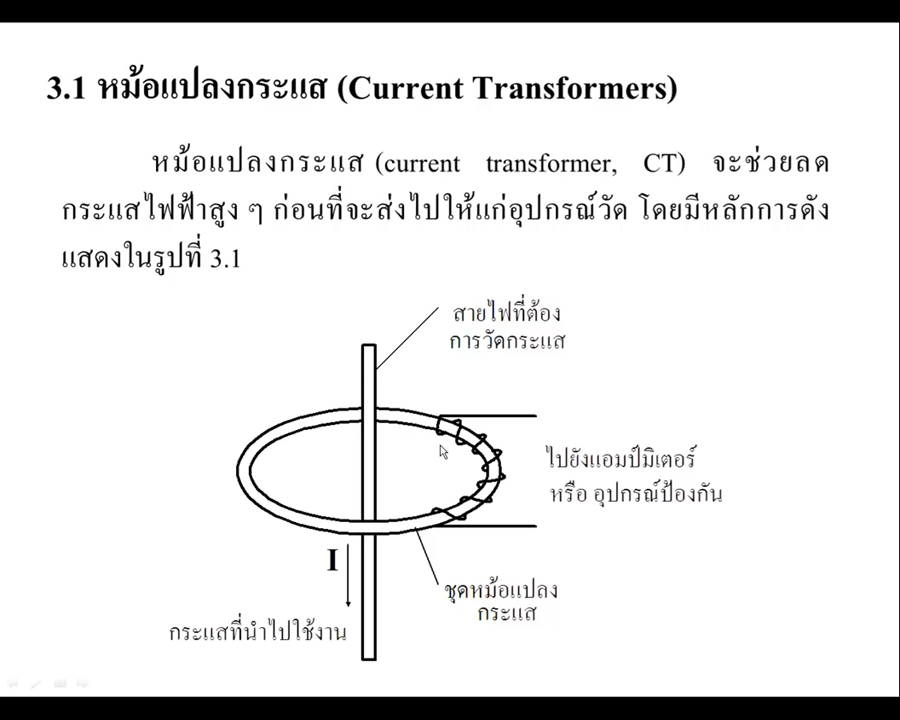 3.1 หม้อแปลงกระแส (Current Transformers)
หม้อแปลงกระแส (current transformer, CT) จะช่วยลด
กระแสไฟฟ้าสูง ๆ ก่อนที่จะส่งไปให้แก่อุปกรณ์วัด โดยมีหลักการดัง
แสดงในรูปที่ 3.1
สายไฟที่ต้อง
การวัดกระแส
ไปยังแอมป์มิเตอร์
หรือ อุปกรณ์ป้องกัน
I
ชุดหม้อแปลง
กระแส
กระแสที่นำไปใช้งาน